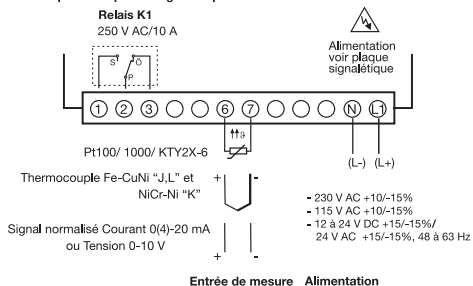 Relais K1
250 V AC/10 A
Alimentation
voir plaque
signalétique
S Ö
P
1 2 3 6 7 N L1
ϑ
(L-) (L+)
Pt100/ 1000/ KTY2X-6
Thermocouple Fe-CuNi “J,L” et
NiCr-Ni “K”
+ -
- 230 V AC +10/-15%
- 115 V AC +10/-15%
- 12 à 24 V DC +15/-15%/
24 V AC +15/-15%, 48 à 63 Hz
Signal normalisé Courant 0(4)-20 mA
ou Tension 0-10 V
+ -
Entrée de mesure Alimentation